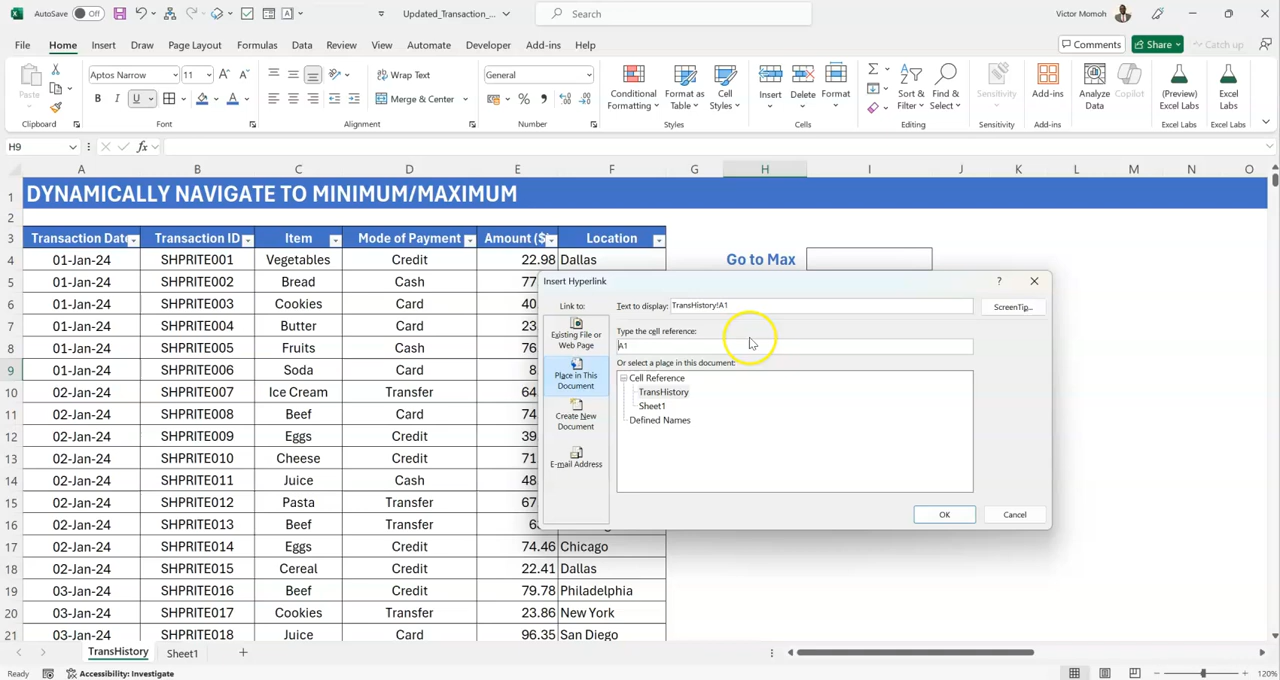 AutoSave Off Updated_Transaction_... Search Victor Momoh
File Home Insert Draw Page Layout Formulas Data Review View Automate Developer Add-ins Help Comments Share Catch up
Paste Aptos Narrow 11 A A Wrap Text General Conditional Formatting Format as Table Cell Styles Insert Delete Format Sort & Filter Find & Select Sensitivity Add-ins Analyze Data Copilot (Preview) Excel Labs Excel Labs
B I U A Merge & Center %
Clipboard Font Alignment Number Styles Cells Editing Sensitivity Add-ins Excel Labs Excel Labs
H9 fx
A B C D E F G H I J K L M N O
1 DYNAMICALLY NAVIGATE TO MINIMUM/MAXIMUM
2
3 Transaction Date Transaction ID Item Mode of Payment Amount ($ Location
4 01-Jan-24 SHPRITE001 Vegetables Credit 22.98 Dallas Go to Max
5 01-Jan-24 SHPRITE002 Bread Cash 77
6 01-Jan-24 SHPRITE003 Cookies Card 40
7 01-Jan-24 SHPRITE004 Butter Card 23
8 01-Jan-24 SHPRITE005 Fruits Cash 76
9 01-Jan-24 SHPRITE006 Soda Card 8
10 02-Jan-24 SHPRITE007 Ice Cream Transfer 64
11 02-Jan-24 SHPRITE008 Beef Card 74
12 02-Jan-24 SHPRITE009 Eggs Credit 39
13 02-Jan-24 SHPRITE010 Cheese Credit 71
14 02-Jan-24 SHPRITE011 Juice Cash 48
15 02-Jan-24 SHPRITE012 Pasta Transfer 67
16 02-Jan-24 SHPRITE013 Beef Transfer
17 02-Jan-24 SHPRITE014 Eggs Credit 74.46 Chicago
18 02-Jan-24 SHPRITE015 Cereal Credit 22.41 Dallas
19 03-Jan-24 SHPRITE016 Beef Credit 79.78 Philadelphia
20 03-Jan-24 SHPRITE017 Cookies Transfer 23.86 New York
21 03-Jan-24 SHPRITE018 Juice Card 96.35 San Diego
Insert Hyperlink ?
Link to: Text to display: TransHistory!A1 ScreenTip...
Existing File or Web Page
Place in This Document
Create New Document
E-mail Address
Type the cell reference:
A1
Or select a place in this document:
Cell Reference
TransHistory
Sheet1
Defined Names
OK Cancel
TransHistory Sheet1 +
Ready Accessibility: Investigate 120%